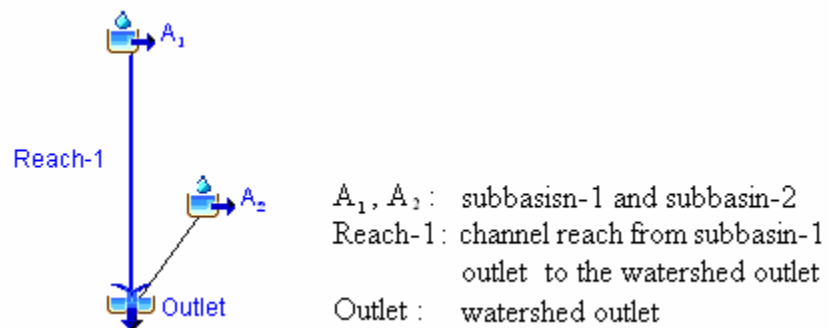 A₁
Reach-1
A₂
Outlet
A₁, A₂ : subbasisn-1 and subbasin-2
Reach-1 : channel reach from subbasin-1
outlet to the watershed outlet
Outlet : watershed outlet